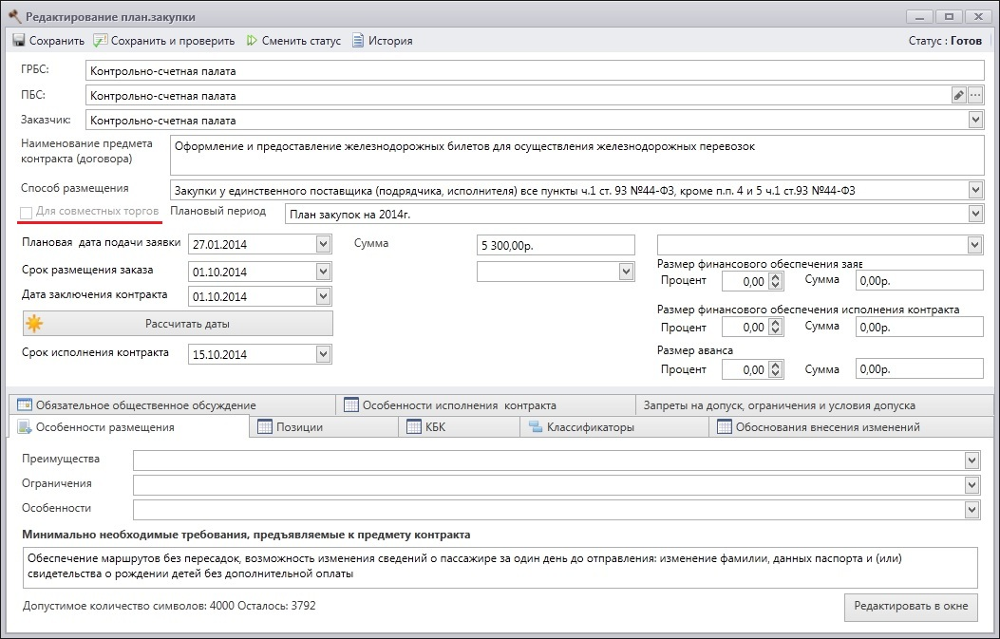 Редактирование план.закупки
Сохранить Сохранить и проверить Сменить статус История Статус : Готов
ГРБС: Контрольно-счетная палата
ПБС: Контрольно-счетная палата ...
Заказчик: Контрольно-счетная палата
Наименование предмета контракта (договора) Оформление и предоставление железнодорожных билетов для осуществления железнодорожных перевозок
Способ размещения Закупки у единственного поставщика (подрядчика, исполнителя) все пункты ч.1 ст. 93 №44-ФЗ, кроме п.п. 4 и 5 ч.1 ст.93 №44-ФЗ
Для совместных торгов Плановый период План закупок на 2014г.
Плановая дата подачи заявки 27.01.2014 Сумма 5 300,00р.
Срок размещения заказа 01.10.2014
Размер финансового обеспечения заяв
Процент 0,00 Сумма 0,00р.
Дата заключения контракта 01.10.2014
Размер финансового обеспечения исполнения контракта
Рассчитать даты
Процент 0,00 Сумма 0,00р.
Срок исполнения контракта 15.10.2014
Размер аванса
Процент 0,00 Сумма 0,00р.
Обязательное общественное обсуждение Особенности исполнения контракта Запреты на допуск, ограничения и условия допуска
Особенности размещения Позиции КБК Классификаторы Обоснования внесения изменений
Преимущества
Ограничения
Особенности
Минимально необходимые требования, предъявляемые к предмету контракта
Обеспечение маршрутов без пересадок, возможность изменения сведений о пассажире за один день до отправления: изменение фамилии, данных паспорта и (или)
свидетельства о рождении детей без дополнительной оплаты
Допустимое количество символов: 4000 Осталось: 3792 Редактировать в окне